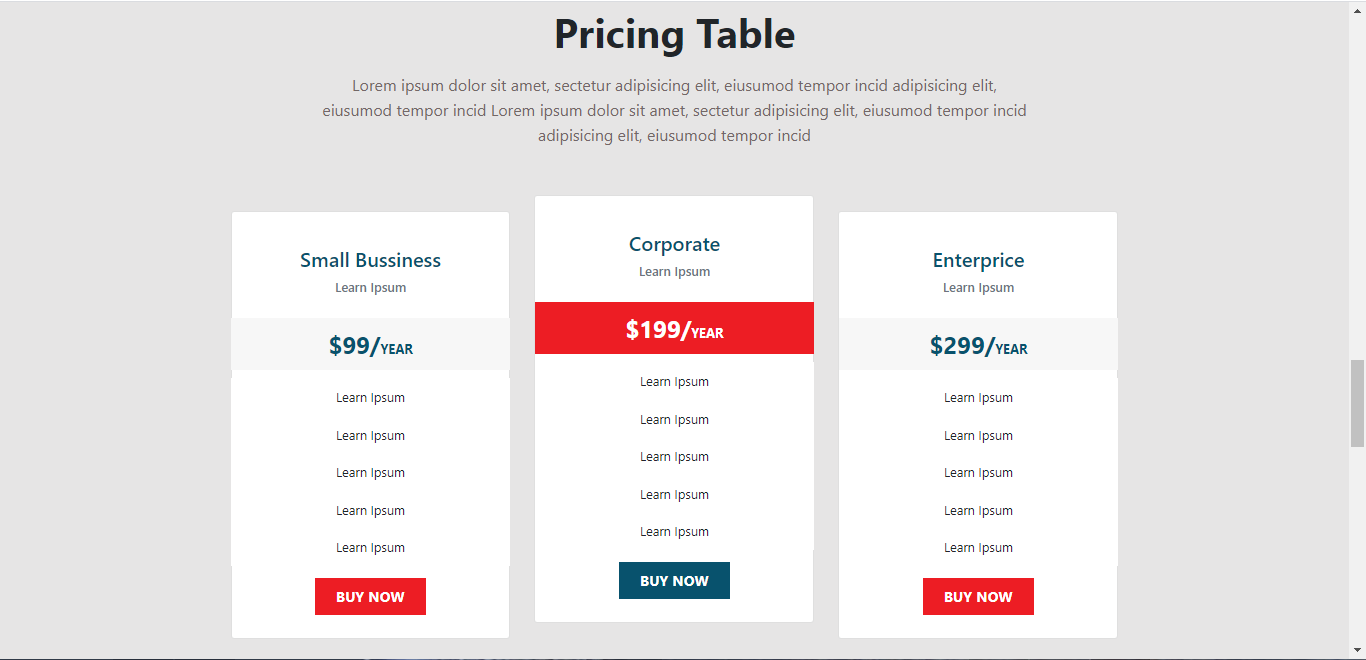 Pricing Table
Lorem ipsum dolor sit amet, sectetur adipisicing elit, eiusumod tempor incid adipisicing elit,
eiusumod tempor incid Lorem ipsum dolor sit amet, sectetur adipisicing elit, eiusumod tempor incid
adipisicing elit, eiusumod tempor incid
Small Bussiness
Learn Ipsum
$99/YEAR
Learn Ipsum
Learn Ipsum
Learn Ipsum
Learn Ipsum
Learn Ipsum
BUY NOW
Corporate
Learn Ipsum
$199/YEAR
Learn Ipsum
Learn Ipsum
Learn Ipsum
Learn Ipsum
Learn Ipsum
BUY NOW
Enterprice
Learn Ipsum
$299/YEAR
Learn Ipsum
Learn Ipsum
Learn Ipsum
Learn Ipsum
Learn Ipsum
BUY NOW